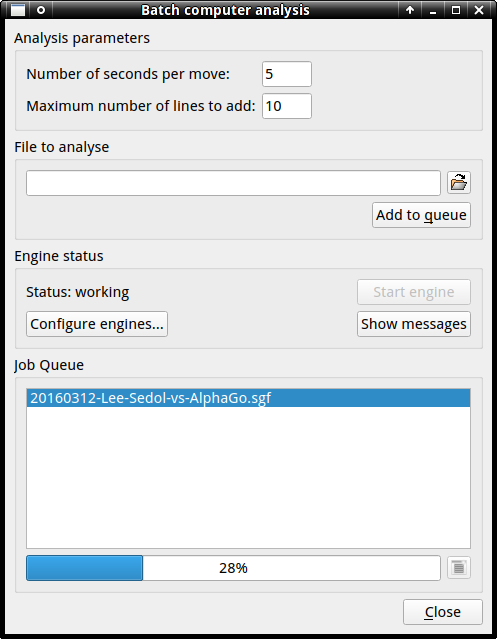 Batch computer analysis
Analysis parameters
Number of seconds per move: 5
Maximum number of lines to add: 10
File to analyse
Add to queue
Engine status
Status: working Start engine
Configure engines... Show messages
Job Queue
20160312-Lee-Sedol-vs-AlphaGo.sgf
28%
Close